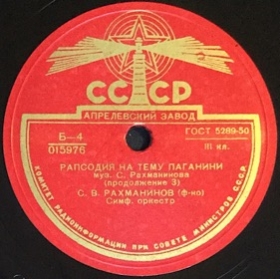 СССР
АПРЕЛЕВСКИЙ ЗАВОД
Б-4
015976
ГОСТ 5289-50
III кл.
РАПСОДИЯ НА ТЕМУ ПАГАНИНИ
муз. С. Рахманинова
(продолжение 3)
С. В. РАХМАНИНОВ (ф-но)
Симф. оркестр
КОМИТЕТ РАДИОИНФОРМАЦИИ ПРИ СОВЕТЕ МИНИСТРОВ СССР